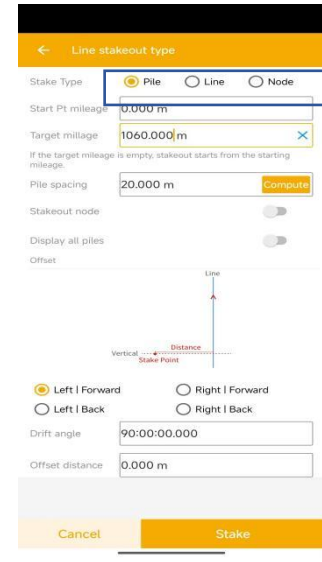 ← Line stakeout type
Stake Type Pile Line Node
Start Pt mileage 0.000 m
Target millage 1060.000 m ×
If the target mileage is empty, stakeout starts from the starting
mileage.
Pile spacing 20.000 m Compute
Stakeout node
Display all piles
Offset
Line
Distance
Vertical
Stake Point
Left | Forward Right | Forward
Left | Back Right | Back
Drift angle 90:00:00.000
Offset distance 0.000 m
Cancel Stake